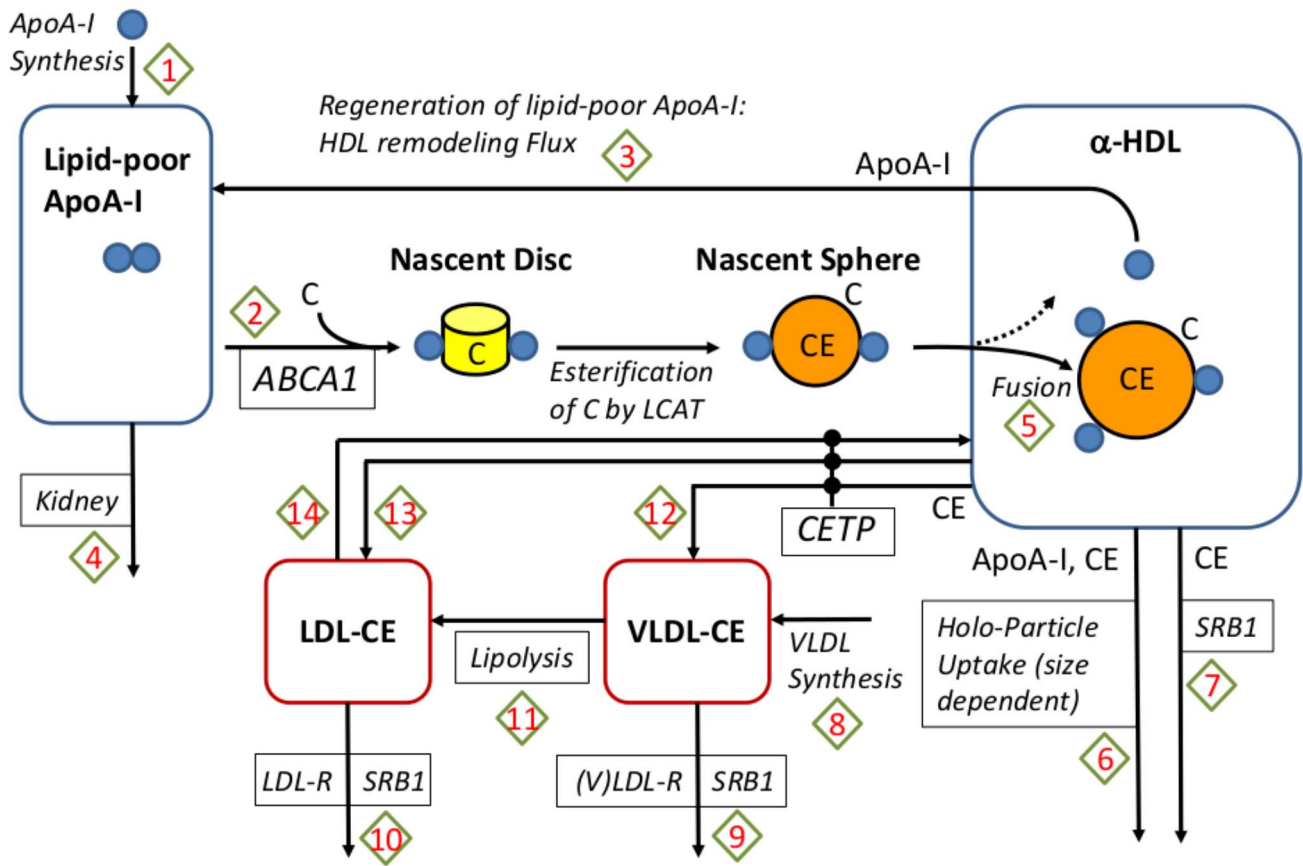 ApoA-I
Synthesis
1
Lipid-poor
ApoA-I
Regeneration of lipid-poor ApoA-I:
HDL remodeling Flux
3
ApoA-I
α-HDL
2
C
ABCA1
Nascent Disc
C
Esterification
of C by LCAT
Nascent Sphere
C
CE
Fusion
5
C
CE
Kidney
4
14
13
12
CETP
CE
LDL-CE
Lipolysis
11
VLDL-CE
VLDL
Synthesis
8
ApoA-I, CE
CE
Holo-Particle
Uptake (size
dependent)
6
SRB1
7
LDL-R SRB1
10
(V)LDL-R SRB1
9